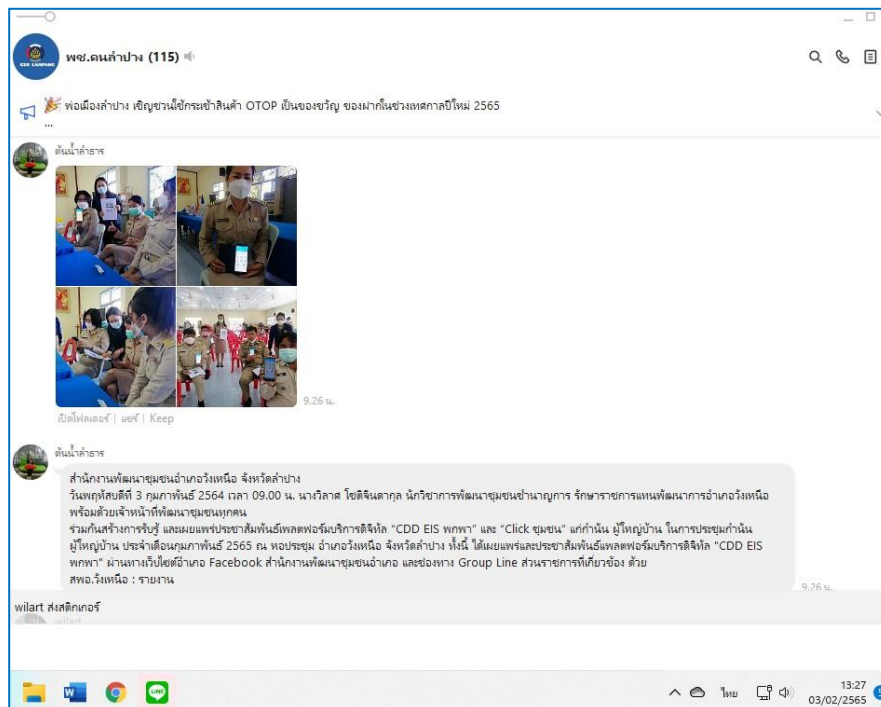 CDD LAMPANG
พช.คนลำปาง (115)
พ่อเมืองลำปาง เชิญชวนใช้กระเช้าสินค้า OTOP เป็นของขวัญ ของฝากในช่วงเทศกาลปีใหม่ 2565
...
ต้นน้ำลำธาร
9.26 น.
เปิดโฟลเดอร์ | แชร์ | Keep
ต้นน้ำลำธาร
สำนักงานพัฒนาชุมชนอำเภอวังเหนือ จังหวัดลำปาง
วันพฤหัสบดีที่ 3 กุมภาพันธ์ 2564 เวลา 09.00 น. นางวิลาศ โชติจินดากุล นักวิชาการพัฒนาชุมชนชำนาญการ รักษาราชการแทนพัฒนาการอำเภอวังเหนือ
พร้อมด้วยเจ้าหน้าที่พัฒนาชุมชนทุกคน
ร่วมกันสร้างการรับรู้ และเผยแพร่ประชาสัมพันธ์แพลตฟอร์มบริการดิจิทัล "CDD EIS พกพา" และ "Click ชุมชน" แก่กำนัน ผู้ใหญ่บ้าน ในการประชุมกำนัน
ผู้ใหญ่บ้าน ประจำเดือนกุมภาพันธ์ 2565 ณ หอประชุม อำเภอวังเหนือ จังหวัดลำปาง ทั้งนี้ ได้เผยแพร่และประชาสัมพันธ์แพลตฟอร์มบริการดิจิทัล "CDD EIS
พกพา" ผ่านทางเว็บไซต์อำเภอ Facebook สำนักงานพัฒนาชุมชนอำเภอ และช่องทาง Group Line ส่วนราชการที่เกี่ยวข้อง ด้วย
สพอ.วังเหนือ : รายงาน
9.26 น.
wilart ส่งสติกเกอร์
wilart
ไทย
13:27
03/02/2565